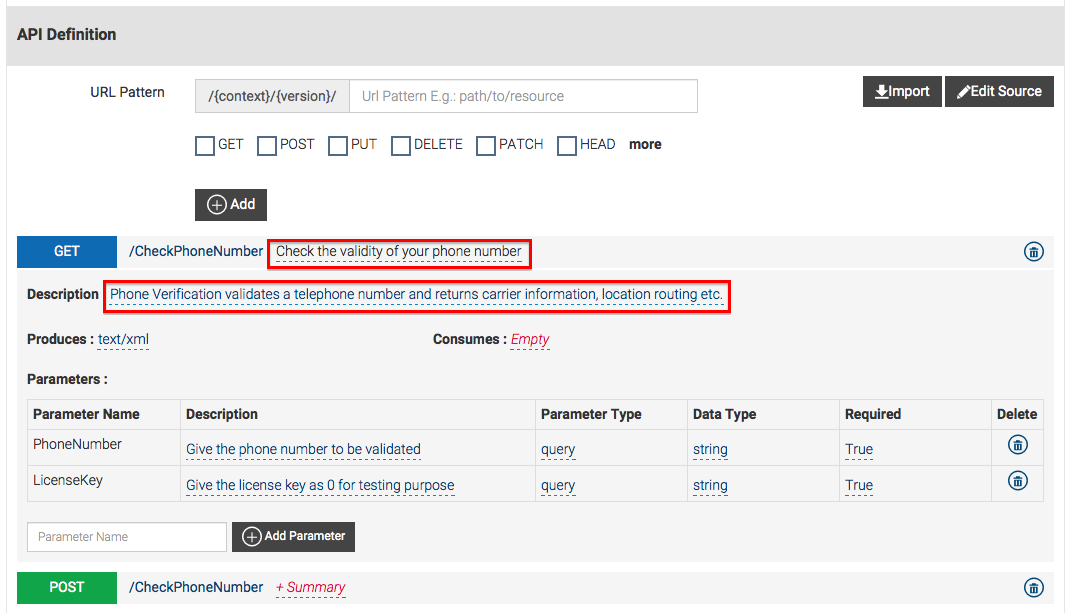 API Definition
URL Pattern /{context}/{version}/ Url Pattern E.g.: path/to/resource Import Edit Source
GET POST PUT DELETE PATCH HEAD more
Add
GET /CheckPhoneNumber Check the validity of your phone number
Description Phone Verification validates a telephone number and returns carrier information, location routing etc.
Produces : text/xml Consumes : Empty
Parameters :
Parameter Name Description Parameter Type Data Type Required Delete
PhoneNumber Give the phone number to be validated query string True
LicenseKey Give the license key as 0 for testing purpose query string True
Parameter Name Add Parameter
POST /CheckPhoneNumber + Summary